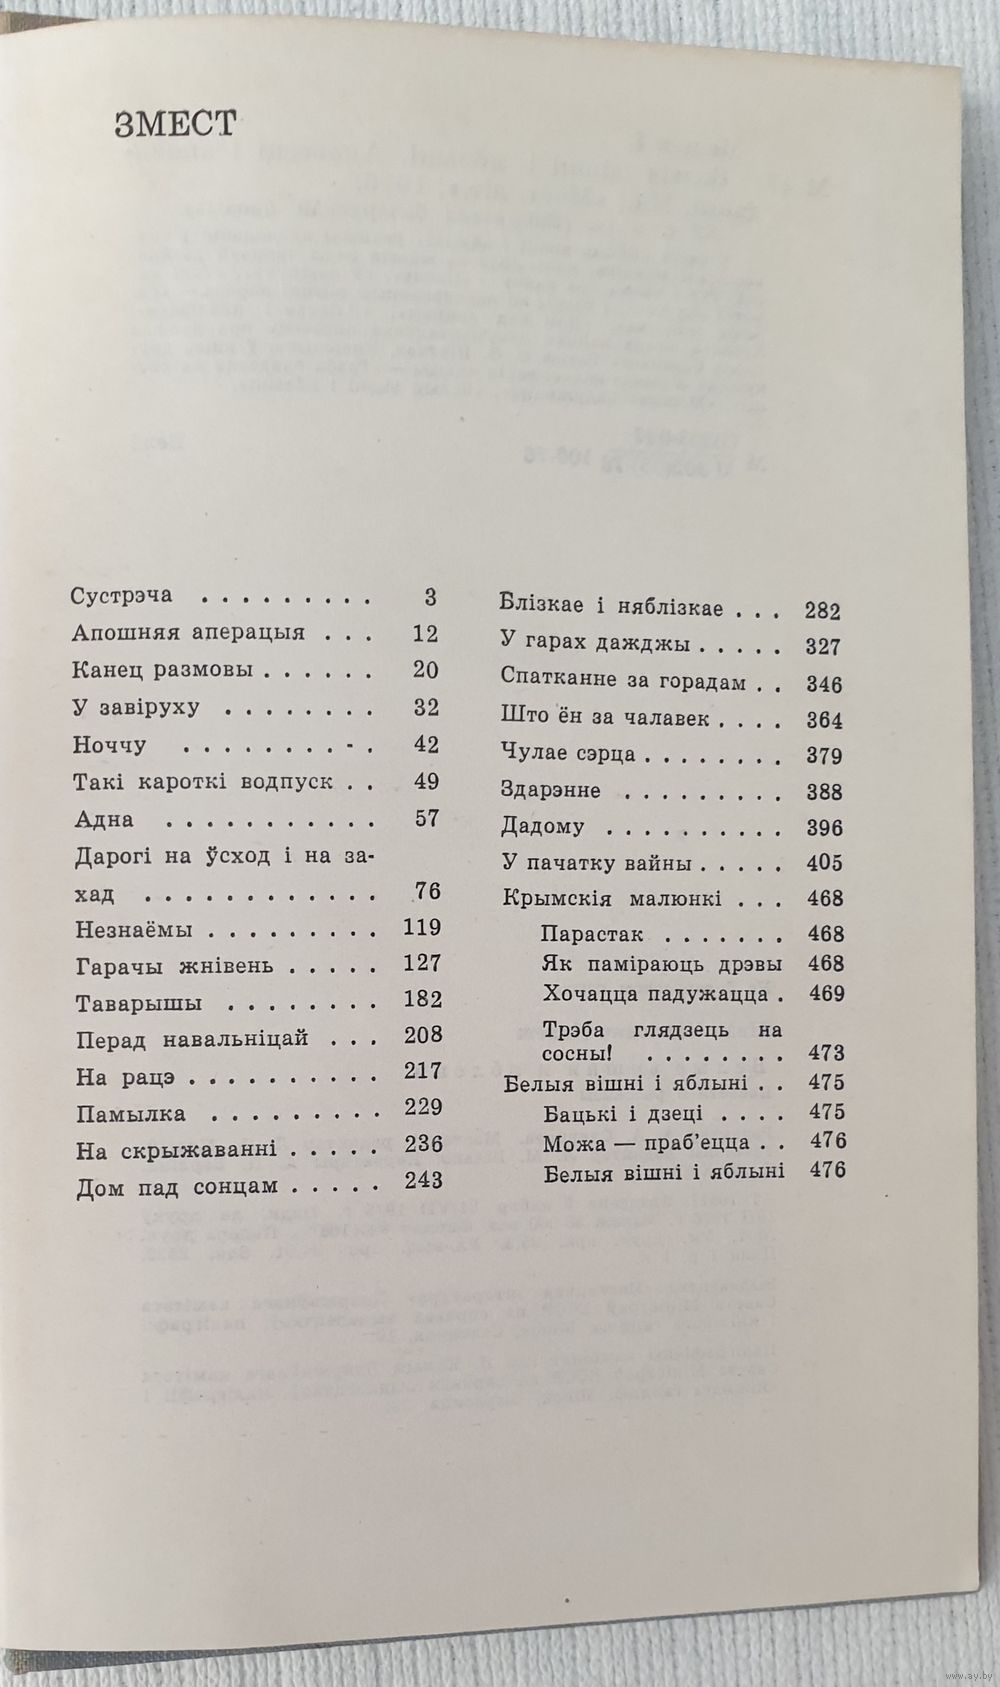 ЗМЕСТ
Сустрэча . . . . . . . . . 3
Апошняя аперацыя . . . 12
Канец размовы . . . . . . 20
У завіруху . . . . . . . . 32
Ноччу . . . . . . . . - . 42
Такі кароткі водпуск . . 49
Адна . . . . . . . . . . . 57
Дарогі на ўсход і на за-
хад . . . . . . . . . . . . 76
Незнаёмы . . . . . . . . . 119
Гарачы жнівень . . . . . 127
Таварышы . . . . . . . . 182
Перад навальніцай . . . 208
На рацэ . . . . . . . . . . 217
Памылка . . . . . . . . . 229
На скрыжаванні . . . . . 236
Дом пад сонцам . . . . . 243
Блізкае і няблізкае . . . 282
У гарах дажджы . . . . . 327
Спатканне за горадам . . 346
Што ён за чалавек . . . . 364
Чулае сэрца . . . . . . . . 379
Здарэнне . . . . . . . . . 388
Дадому . . . . . . . . . . 396
У пачатку вайны . . . . . 405
Крымскія малюнкі . . . 468
Парастак . . . . . . . 468
Як паміраюць дрэвы 468
Хочацца падужацца . 469
Трэба глядзець на
сосны! . . . . . . . . 473
Белыя вішні і яблыні . . 475
Бацькі і дзеці . . . . 475
Можа — праб'ецца . . 476
Белыя вішні і яблыні 476
www.ay.by